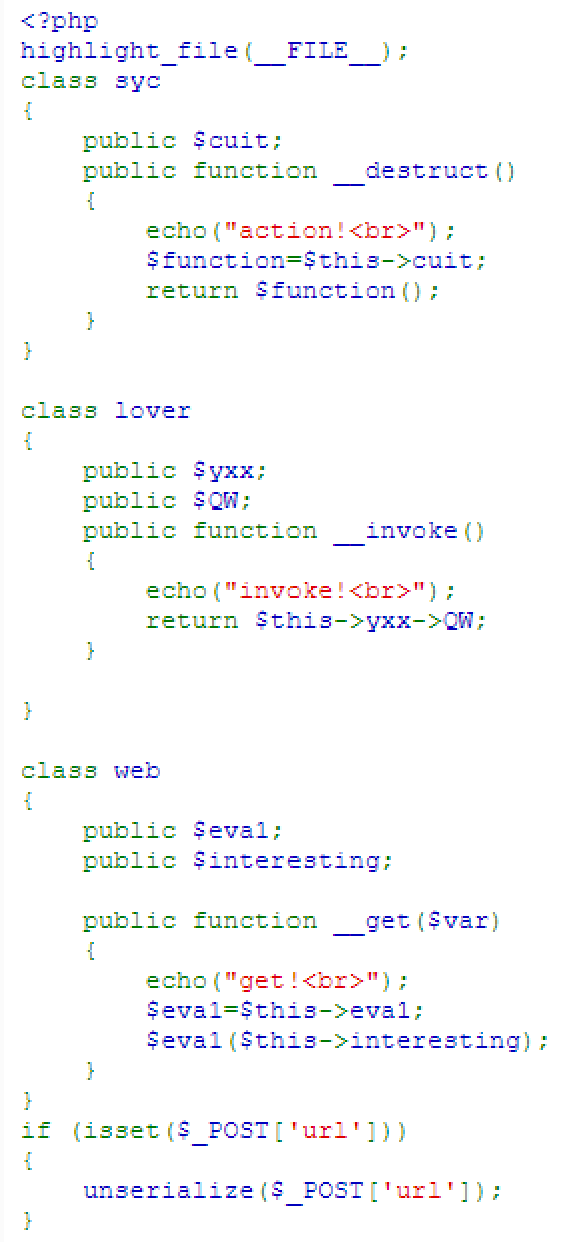 <?php
highlight_file(__FILE__);
class syc
{
    public $cuit;
    public function __destruct()
    {
        echo("action!<br>");
        $function=$this->cuit;
        return $function();
    }
}

class lover
{
    public $yxx;
    public $QW;
    public function __invoke()
    {
        echo("invoke!<br>");
        return $this->yxx->QW;
    }

}

class web
{
    public $eva1;
    public $interesting;

    public function __get($var)
    {
        echo("get!<br>");
        $eva1=$this->eva1;
        $eva1($this->interesting);
    }
}
if (isset($_POST['url']))
{
    unserialize($_POST['url']);
}